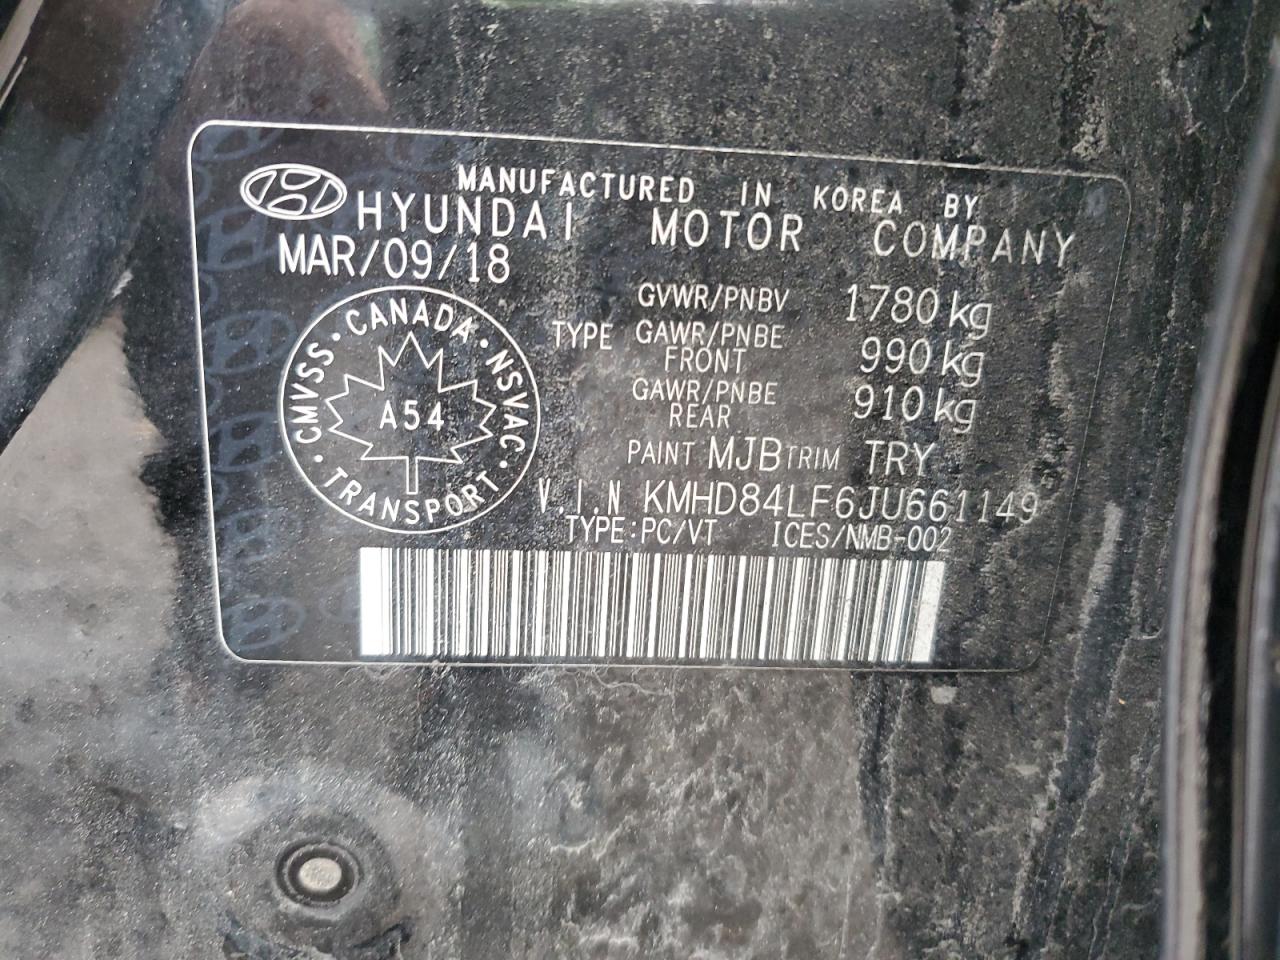 MANUFACTURED IN KOREA BY
HYUNDAI MOTOR COMPANY
MAR/09/18
GVWR/PNBV 1780 kg
TYPE GAWR/PNBE FRONT 990 kg
GAWR/PNBE REAR 910 kg
PAINT MJB TRIM TRY
V.I.N KMHD84LF6JU661149
TYPE:PC/VT ICES/NMB-002
CANADA · NSVAC · TRANSPORT · CMVSS ·
A54